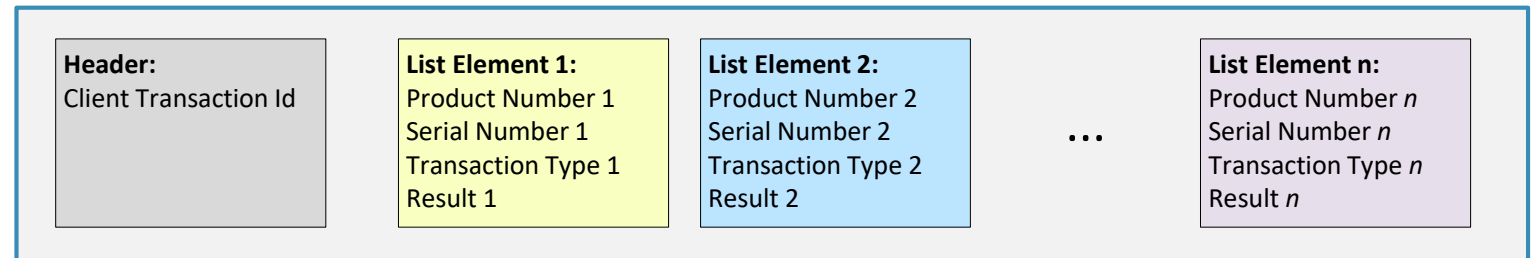 Header:
Client Transaction Id
List Element 1:
Product Number 1
Serial Number 1
Transaction Type 1
Result 1
List Element 2:
Product Number 2
Serial Number 2
Transaction Type 2
Result 2
...
List Element n:
Product Number n
Serial Number n
Transaction Type n
Result n